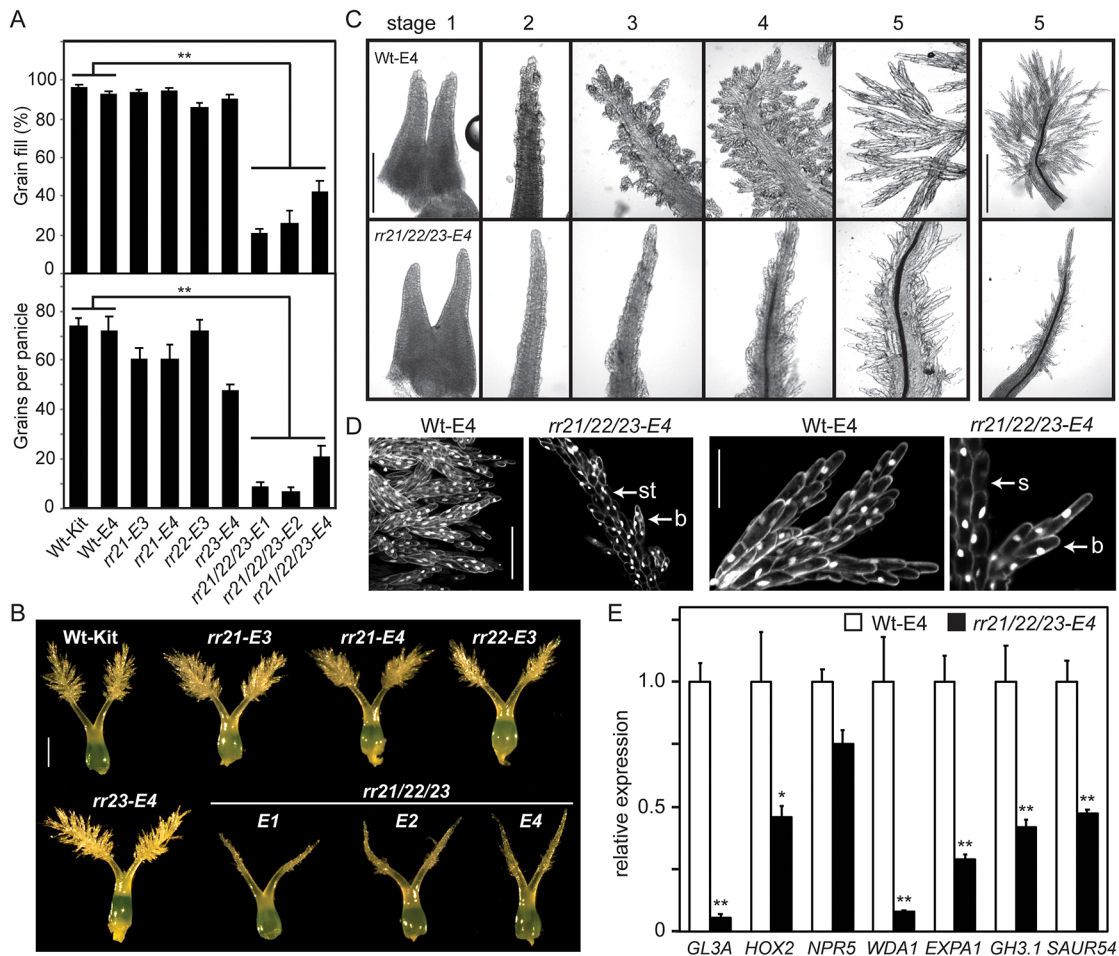 A
Grain fill (%)
100
80
60
40
20
0
**
Grains per panicle
80
60
40
20
0
**
Wt-Kit
Wt-E4
rr21-E3
rr21-E4
rr22-E3
rr23-E4
rr21/22/23-E1
rr21/22/23-E2
rr21/22/23-E4
B
Wt-Kit
rr21-E3
rr21-E4
rr22-E3
rr23-E4
rr21/22/23
E1
E2
E4
C
stage 1 2 3 4 5 5
Wt-E4
rr21/22/23-E4
D
Wt-E4
rr21/22/23-E4
Wt-E4
rr21/22/23-E4
st
b
s
b
E
Wt-E4
rr21/22/23-E4
relative expression
1.0
0.5
0
**
*
**
**
**
**
GL3A
HOX2
NPR5
WDA1
EXPA1
GH3.1
SAUR54